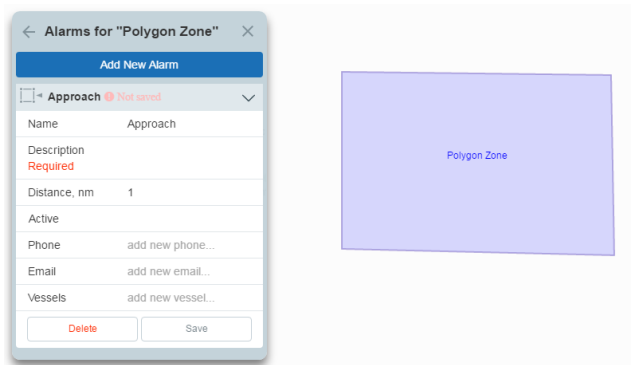 Alarms for "Polygon Zone"
Add New Alarm
Approach Not saved
Name Approach
Description
Required
Distance, nm 1
Active
Phone add new phone...
Email add new email...
Vessels add new vessel...
Delete Save
Polygon Zone